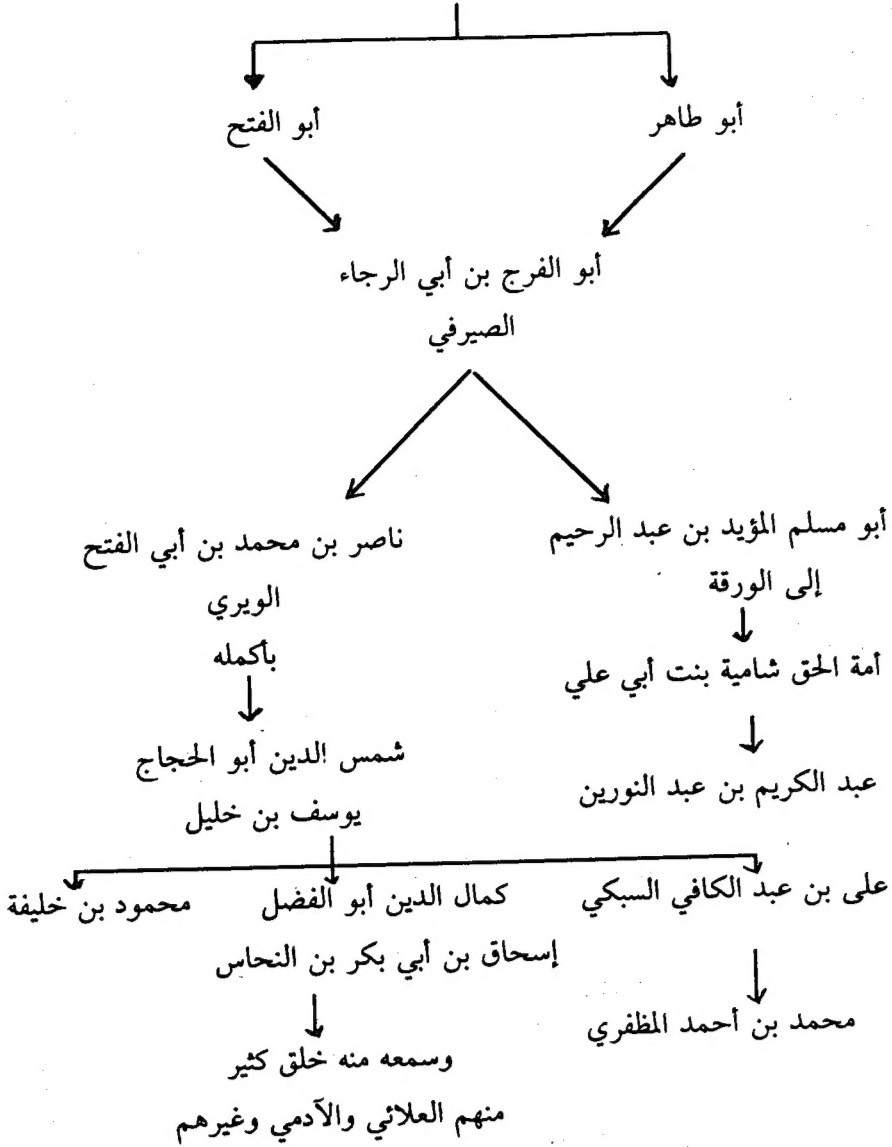 أبو طاهر
أبو الفتح
أبو الفرج بن أبي الرجاء
الصيرفي
أبو مسلم المؤيد بن عبد الرحيم
إلى الورقة
أمة الحق شامية بنت أبي علي
عبد الكريم بن عبد النورين
ناصر بن محمد بن أبي الفتح
الويري
بأكمله
شمس الدين أبو الحجاج
يوسف بن خليل
على بن عبد الكافي السبكي
محمد بن أحمد المظفري
كمال الدين أبو الفضل
إسحاق بن أبي بكر بن النحاس
وسمعه منه خلق كثير
منهم العلائي والآدمي وغيرهم
محمود بن خليفة